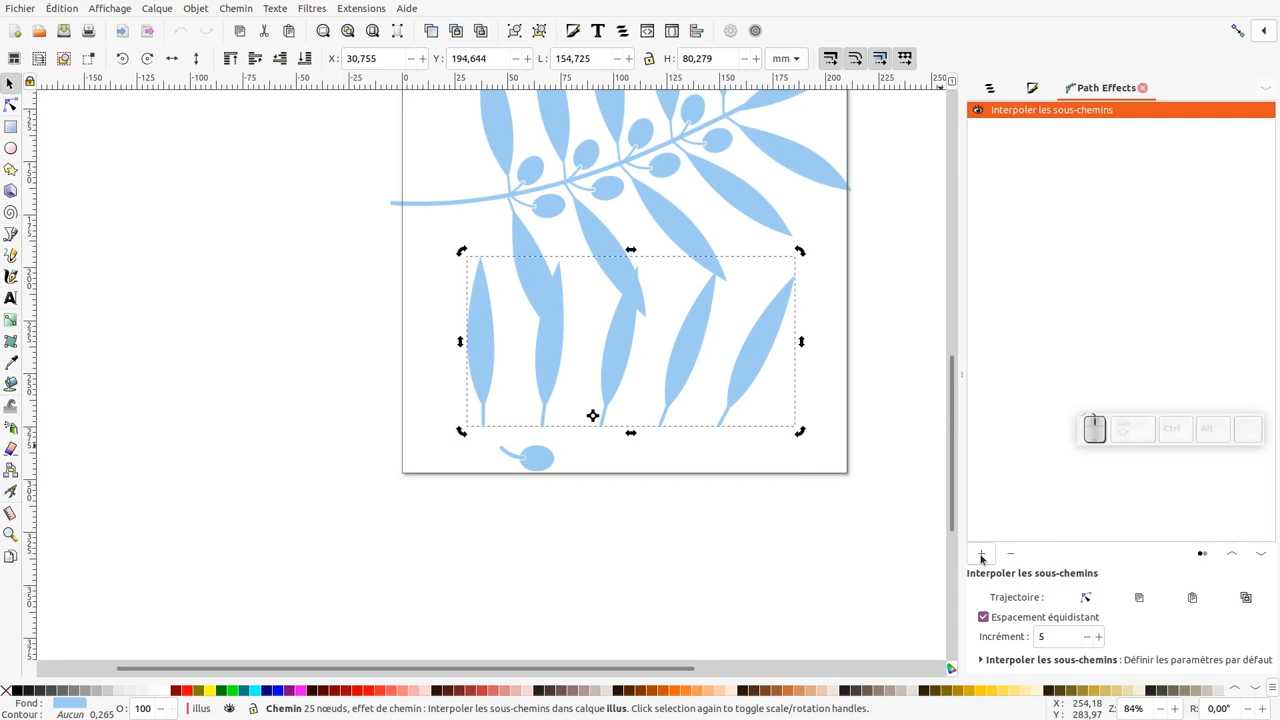 Fichier Édition Affichage Calque Objet Chemin Texte Filtres Extensions Aide
X: 30,755 Y: 194,644 L: 154,725 H: 80,279 mm
Path Effects
Interpoler les sous-chemins
Ctrl Alt
Interpoler les sous-chemins
Trajectoire :
Espacement équidistant
Incrément : 5
Interpoler les sous-chemins : Définir les paramètres par défaut
Fond :
Contour : Aucun 0,265
O: 100
illus
Chemin 25 nœuds, effet de chemin : Interpoler les sous-chemins dans calque illus. Click selection again to toggle scale/rotation handles.
X: 254,18
Y: 283,97
Z: 84%
R: 0,00°